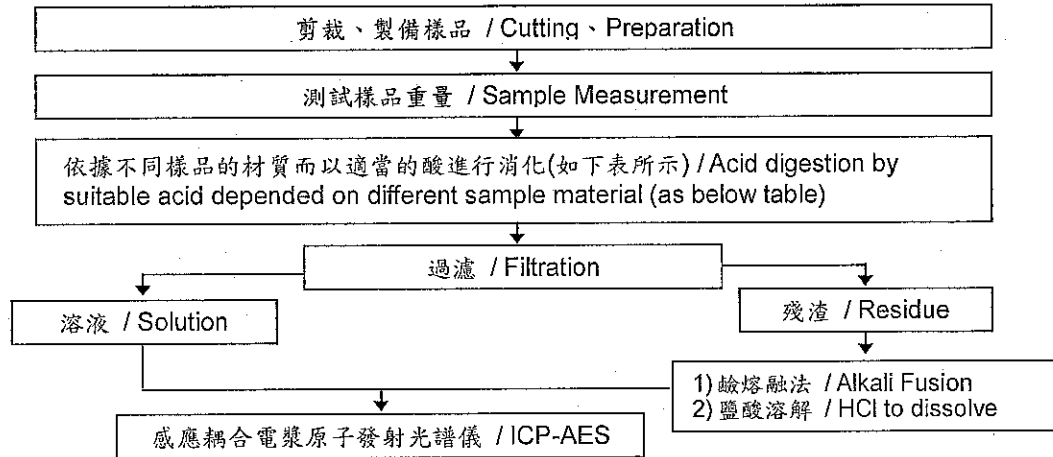 剪裁、製備樣品 / Cutting、Preparation
測試樣品重量 / Sample Measurement
依據不同樣品的材質而以適當的酸進行消化(如下表所示) / Acid digestion by
suitable acid depended on different sample material (as below table)
過濾 / Filtration
溶液 / Solution
殘渣 / Residue
1) 鹼熔融法 / Alkali Fusion
2) 鹽酸溶解 / HCl to dissolve
感應耦合電漿原子發射光譜儀 / ICP-AES